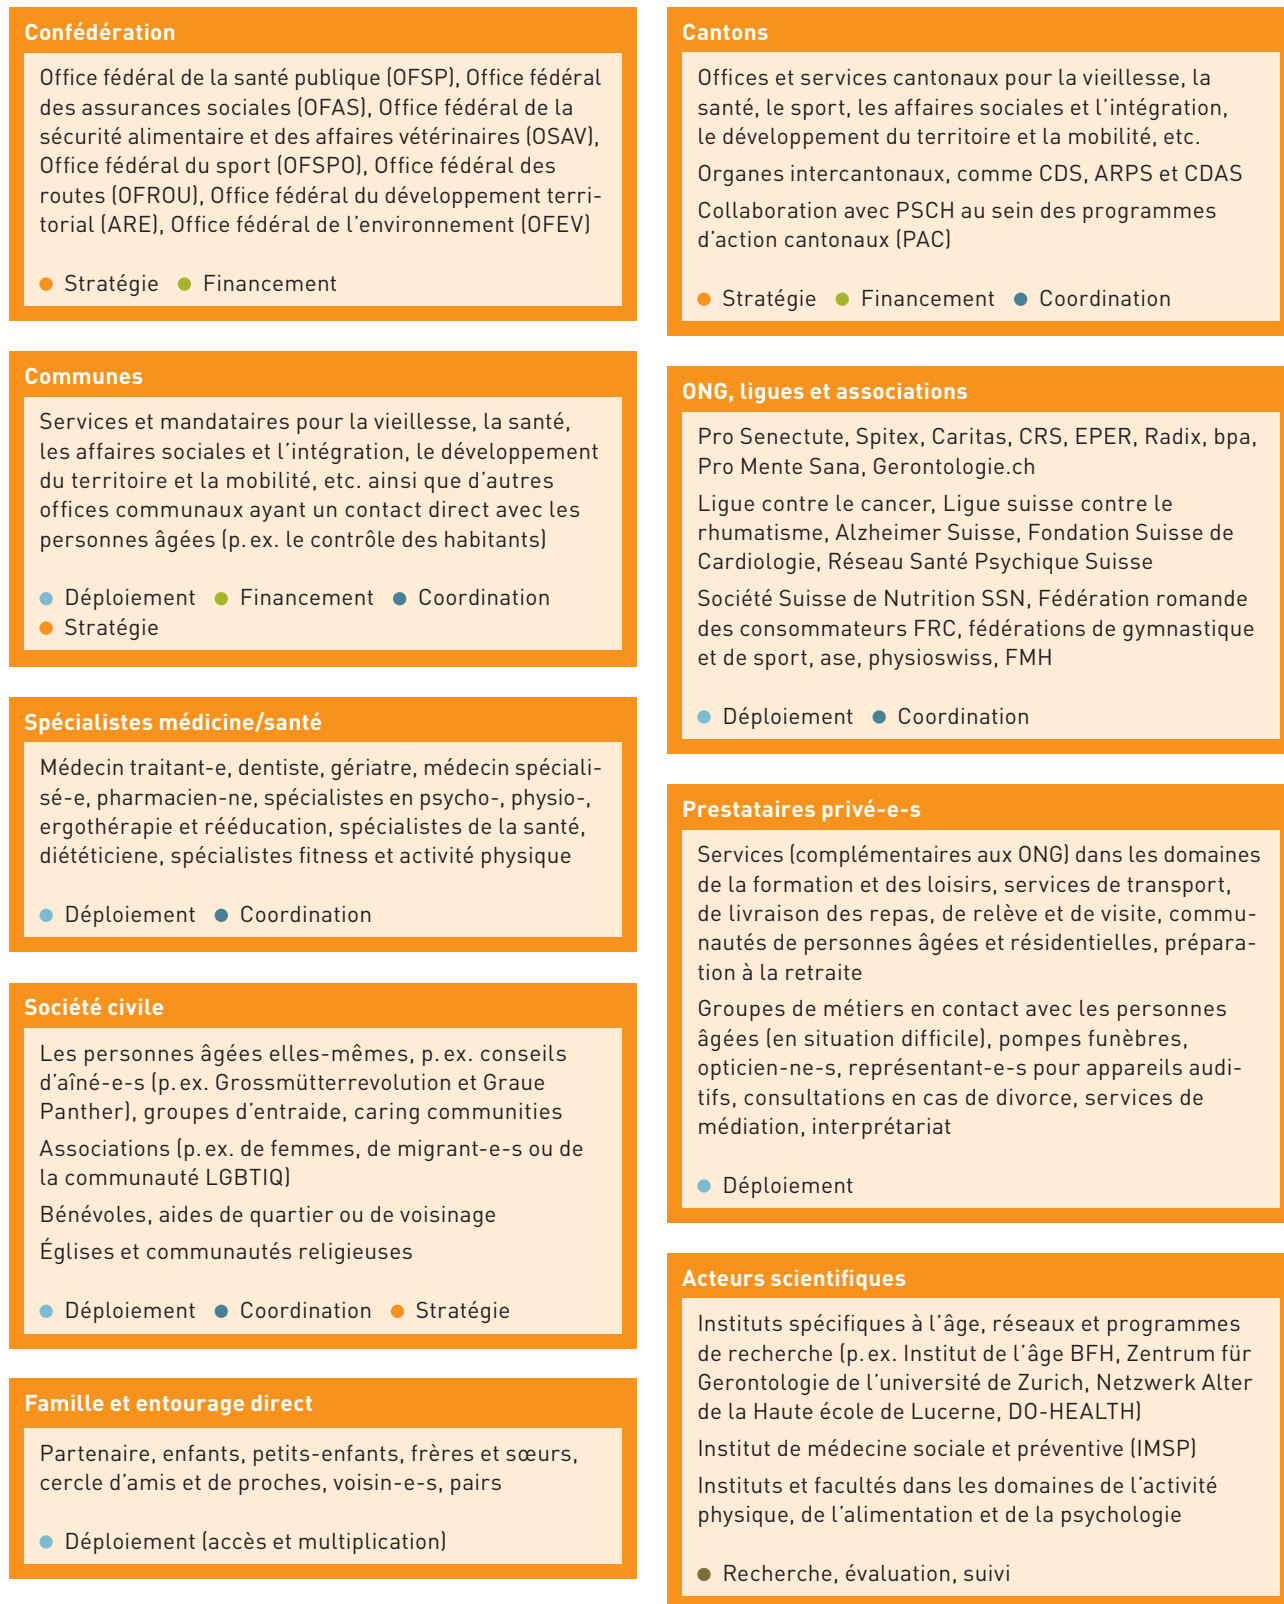 Confédération
Office fédéral de la santé publique (OFSP), Office fédéral
des assurances sociales (OFAS), Office fédéral de la
sécurité alimentaire et des affaires vétérinaires (OSAV),
Office fédéral du sport (OFSPO), Office fédéral des
routes (OFROU), Office fédéral du développement terri-
torial (ARE), Office fédéral de l'environnement (OFEV)
● Stratégie ● Financement
Communes
Services et mandataires pour la vieillesse, la santé,
les affaires sociales et l'intégration, le développement
du territoire et la mobilité, etc. ainsi que d'autres
offices communaux ayant un contact direct avec les
personnes âgées (p. ex. le contrôle des habitants)
● Déploiement ● Financement ● Coordination
● Stratégie
Spécialistes médicine/santé
Médecin traitant-e, dentiste, gériatre, médecin spéciali-
sé-e, pharmacien-ne, spécialistes en psycho-, physio-,
ergothérapie et rééducation, spécialistes de la santé,
diététiciene, spécialistes fitness et activité physique
● Déploiement ● Coordination
Société civile
Les personnes âgées elles-mêmes, p. ex. conseils
d'aîné-e-s (p. ex. Grossmütterrevolution et Graue
Panther), groupes d'entraide, caring communities
Associations (p. ex. de femmes, de migrant-e-s ou de
la communauté LGBTIQ)
Bénévoles, aides de quartier ou de voisinage
Églises et communautés religieuses
● Déploiement ● Coordination ● Stratégie
Famille et entourage direct
Partenaire, enfants, petits-enfants, frères et sœurs,
cercle d'amis et de proches, voisin-e-s, pairs
● Déploiement (accès et multiplication)
Cantons
Offices et services cantonaux pour la vieillesse, la
santé, le sport, les affaires sociales et l'intégration,
le développement du territoire et la mobilité, etc.
Organes intercantonaux, comme CDS, ARPS et CDAS
Collaboration avec PSCH au sein des programmes
d'action cantonaux (PAC)
● Stratégie ● Financement ● Coordination
ONG, ligues et associations
Pro Senectute, Spitex, Caritas, CRS, EPER, Radix, bpa,
Pro Mente Sana, Gerontologie.ch
Ligue contre le cancer, Ligue suisse contre le
rhumatisme, Alzheimer Suisse, Fondation Suisse de
Cardiologie, Réseau Santé Psychique Suisse
Société Suisse de Nutrition SSN, Fédération romande
des consommateurs FRC, fédérations de gymnastique
et de sport, ase, physioswiss, FMH
● Déploiement ● Coordination
Prestataires privé-e-s
Services (complémentaires aux ONG) dans les domaines
de la formation et des loisirs, services de transport,
de livraison des repas, de relève et de visite, commu-
nautés de personnes âgées et résidentielles, prépara-
tion à la retraite
Groupes de métiers en contact avec les personnes
âgées (en situation difficile), pompes funèbres,
opticien-ne-s, représentant-e-s pour appareils audi-
tifs, consultations en cas de divorce, services de
médiation, interprétariat
● Déploiement
Acteurs scientifiques
Instituts spécifiques à l'âge, réseaux et programmes
de recherche (p. ex. Institut de l'âge BFH, Zentrum für
Gerontologie de l'université de Zurich, Netzwerk Alter
de la Haute école de Lucerne, DO-HEALTH)
Institut de médecine sociale et préventive (IMSP)
Instituts et facultés dans les domaines de l'activité
physique, de l'alimentation et de la psychologie
● Recherche, évaluation, suivi